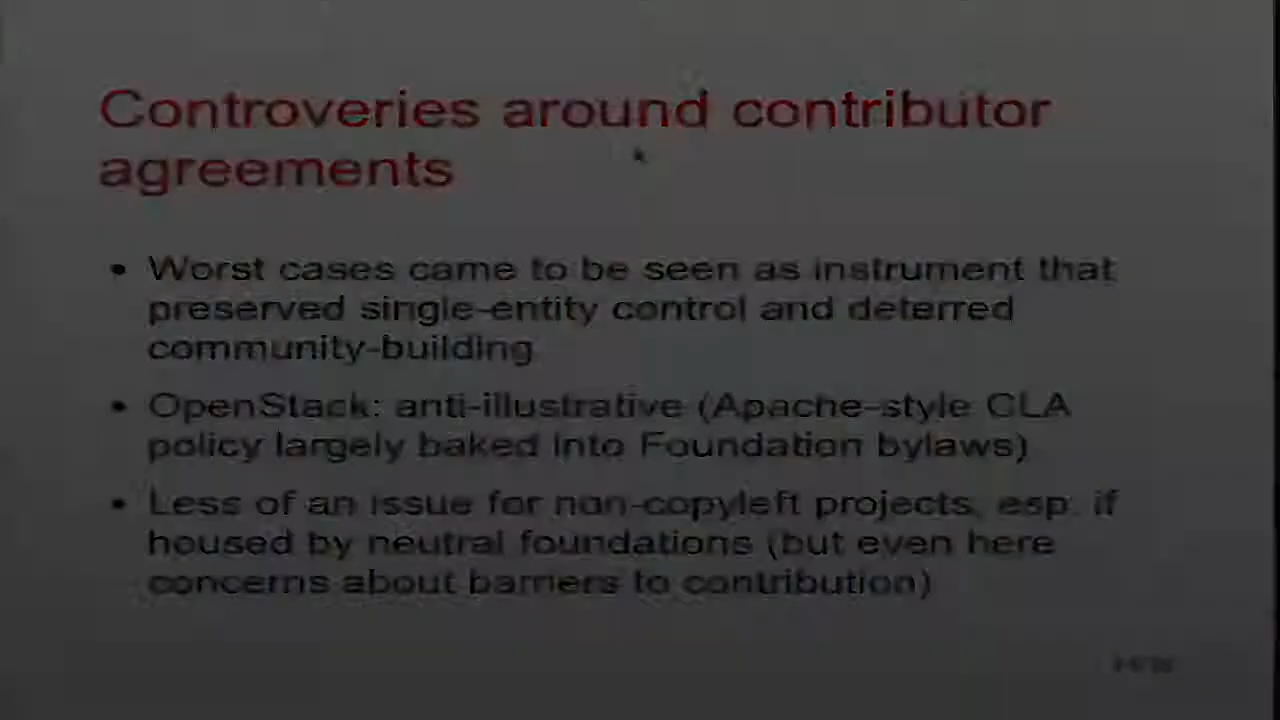 Controveries around contributor
agreements
• Worst cases came to be seen as instrument that
preserved single-entity control and deterred
community-building
• OpenStack: anti-illustrative (Apache-style CLA
policy largely baked into Foundation bylaws)
• Less of an issue for non-copyleft projects, esp. if
housed by neutral foundations (but even here
concerns about barriers to contribution)